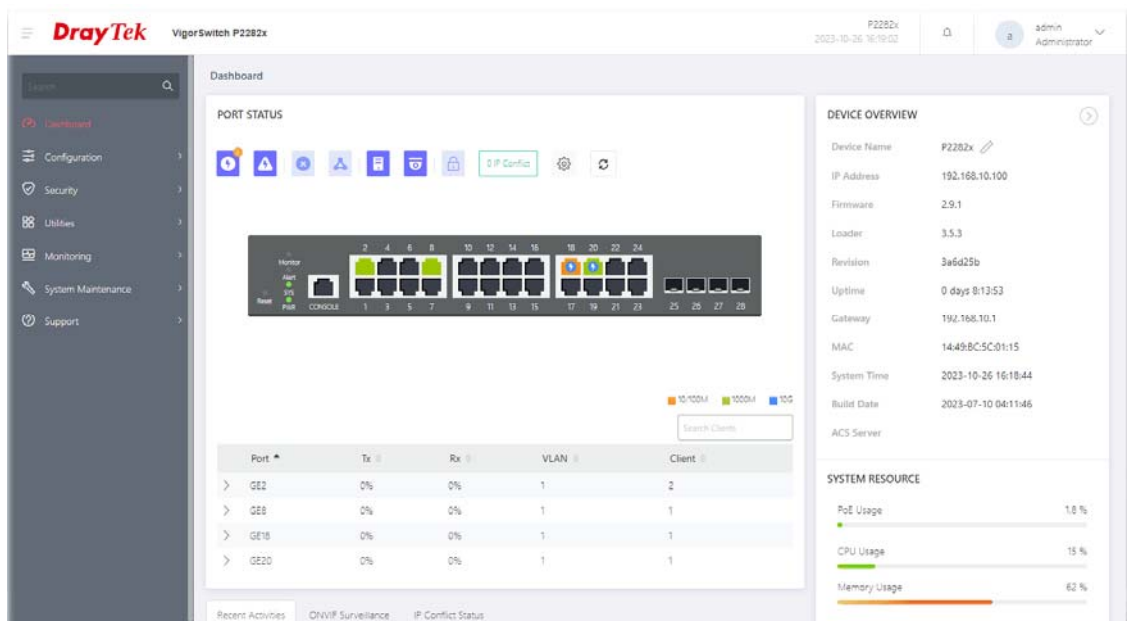 DrayTek VigorSwitch P2282x
P2282x
2023-10-26 16:19:02
a
admin
Administrator
Search
Dashboard
Configuration
Security
Utilities
Monitoring
System Maintenance
Support
Dashboard
PORT STATUS
0 IP Conflict
2 4 6 8 10 12 14 16 18 20 22 24
Monitor
Alert
SYS
Reset PWR CONSOLE 1 3 5 7 9 11 13 15 17 19 21 23 25 26 27 28
10/100M 1000M 10G
Search Clients
Port Tx Rx VLAN Client
GE2 0% 0% 1 2
GE8 0% 0% 1 1
GE18 0% 0% 1 1
GE20 0% 0% 1 1
Recent Activities ONVIF Surveillance IP Conflict Status
DEVICE OVERVIEW
Device Name P2282x
IP Address 192.168.10.100
Firmware 2.9.1
Loader 3.5.3
Revision 3a6d25b
Uptime 0 days 8:13:53
Gateway 192.168.10.1
MAC 14:49:BC:5C:01:15
System Time 2023-10-26 16:18:44
Build Date 2023-07-10 04:11:46
ACS Server
SYSTEM RESOURCE
PoE Usage 1.8 %
CPU Usage 15 %
Memory Usage 62 %